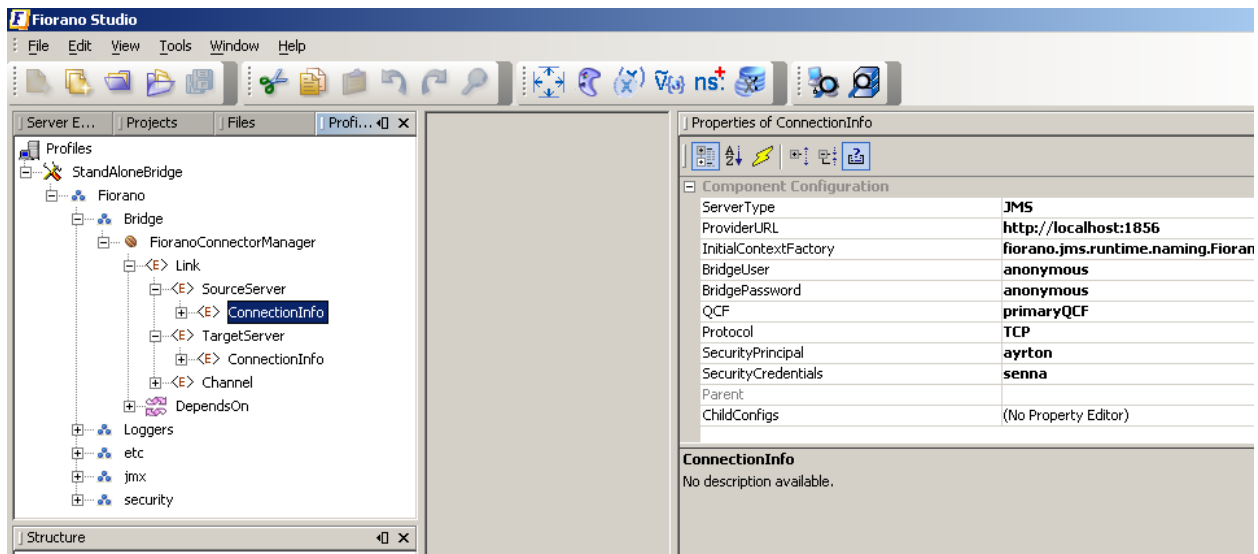 Fiorano Studio
File Edit View Tools Window Help
ns:
Server E... Projects Files Profi...
Profiles
StandAloneBridge
Fiorano
Bridge
FioranoConnectorManager
<E> Link
<E> SourceServer
<E> ConnectionInfo
<E> TargetServer
<E> ConnectionInfo
<E> Channel
DependsOn
Loggers
etc
jmx
security
Structure
Properties of ConnectionInfo
Component Configuration
ServerType JMS
ProviderURL http://localhost:1856
InitialContextFactory fiorano.jms.runtime.naming.Fioran
BridgeUser anonymous
BridgePassword anonymous
QCF primaryQCF
Protocol TCP
SecurityPrincipal ayrton
SecurityCredentials senna
Parent
ChildConfigs (No Property Editor)
ConnectionInfo
No description available.